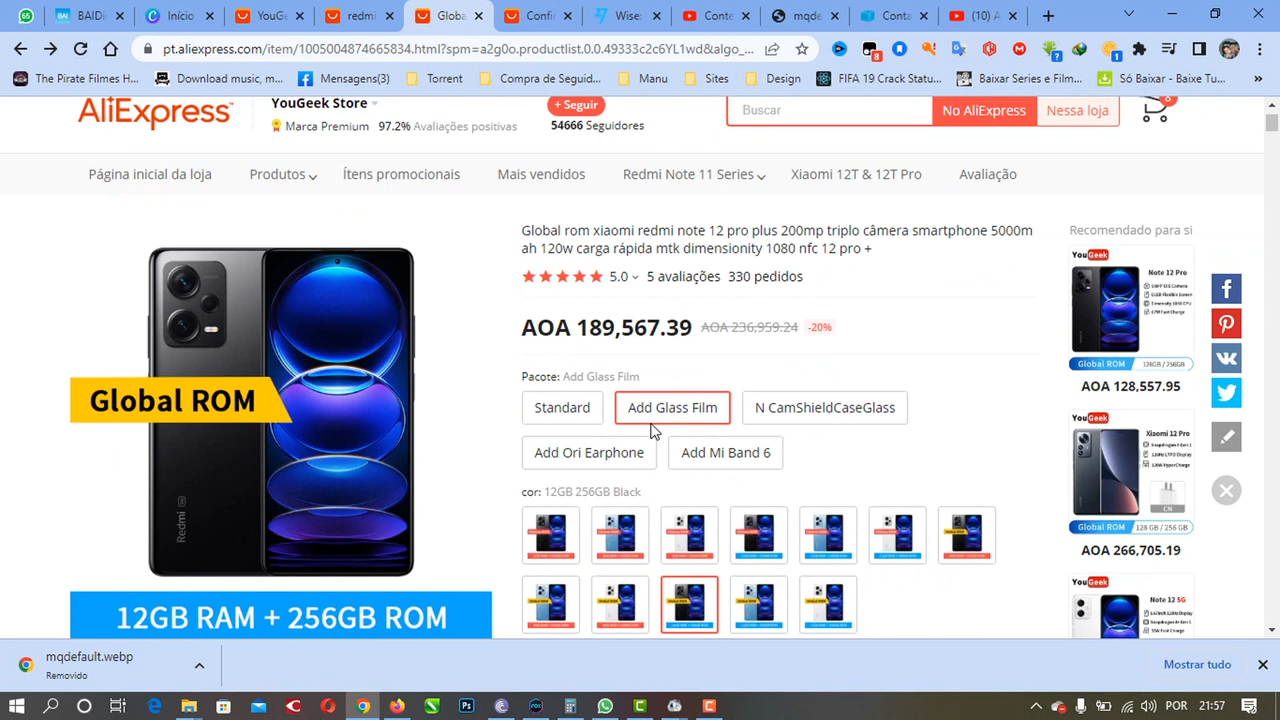 65
BAIDi
Início
YouGe
redmi
Globa
Confi
Wise:
Conte
mqde
Conta
(10) A
pt.aliexpress.com/item/1005004874665834.html?spm=a2g0o.productlist.0.0.49333c2c6YL1wd&algo_...
8
?
1
The Pirate Filmes H...
Download music, m...
Mensagens(3)
Torrent
Compra de Seguid...
Manu
Sites
Design
FIFA 19 Crack Statu...
Baixar Series e Film...
Só Baixar - Baixe Tu...
AliExpress
YouGeek Store
Marca Premium 97.2% Avaliações positivas
+ Seguir
54666 Seguidores
Buscar
No AliExpress
Nessa loja
Página inicial da loja
Produtos
Ítens promocionais
Mais vendidos
Redmi Note 11 Series
Xiaomi 12T & 12T Pro
Avaliação
Redmi
Global ROM
12GB RAM + 256GB ROM
Global rom xiaomi redmi note 12 pro plus 200mp triplo câmera smartphone 5000m
ah 120w carga rápida mtk dimensionity 1080 nfc 12 pro +
5.0 5 avaliações 330 pedidos
AOA 189,567.39 AOA 236,959.24 -20%
Pacote: Add Glass Film
Standard
Add Glass Film
N CamShieldCaseGlass
Add Ori Earphone
Add Mi Band 6
cor: 12GB 256GB Black
Recomendado para si
YouGeek
Note 12 Pro
Global ROM
128GB / 256GB
AOA 128,557.95
YouGeek
Xiaomi 12 Pro
CN
Global ROM
128 GB / 256 GB
AOA 266,705.19
YouGeek
Note 12 5G
mqdefault.webp
Removido
Mostrar tudo
POR
21:57